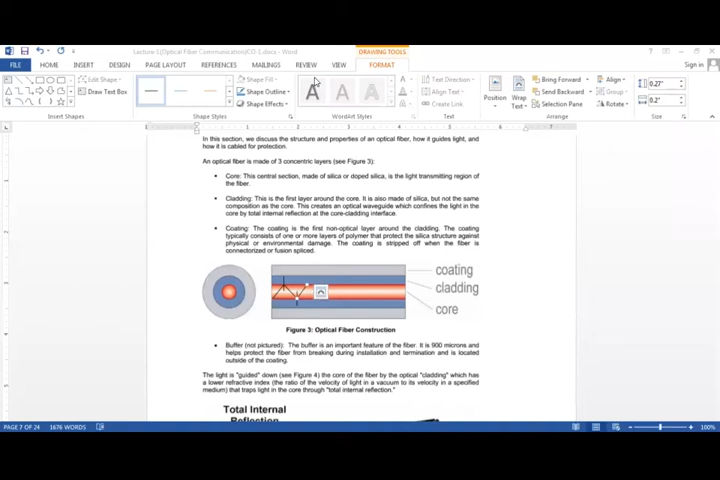 Lecture-1(Optical Fiber Communication)CO-1.docx - Word
DRAWING TOOLS
Sign in
FILE HOME INSERT DESIGN PAGE LAYOUT REFERENCES MAILINGS REVIEW VIEW FORMAT
Edit Shape
Draw Text Box
Insert Shapes
Shape Fill
Shape Outline
Shape Effects
Shape Styles
A A A
WordArt Styles
Text Direction
Align Text
Create Link
Text
Position
Wrap Text
Bring Forward
Send Backward
Selection Pane
Align
Group
Rotate
Arrange
0.27"
0.2"
Size
In this section, we discuss the structure and properties of an optical fiber, how it guides light, and
how it is cabled for protection.
An optical fiber is made of 3 concentric layers (see Figure 3):
• Core: This central section, made of silica or doped silica, is the light transmitting region of
the fiber.
• Cladding: This is the first layer around the core. It is also made of silica, but not the same
composition as the core. This creates an optical waveguide which confines the light in the
core by total internal reflection at the core-cladding interface.
• Coating: The coating is the first non-optical layer around the cladding. The coating
typically consists of one or more layers of polymer that protect the silica structure against
physical or environmental damage. The coating is stripped off when the fiber is
connectorized or fusion spliced.
coating
cladding
core
Figure 3: Optical Fiber Construction
• Buffer (not pictured): The buffer is an important feature of the fiber. It is 900 microns and
helps protect the fiber from breaking during installation and termination and is located
outside of the coating.
The light is "guided" down (see Figure 4) the core of the fiber by the optical "cladding" which has
a lower refractive index (the ratio of the velocity of light in a vacuum to its velocity in a specified
medium) that traps light in the core through "total internal reflection."
Total Internal
Reflection
PAGE 7 OF 24 1676 WORDS
100%